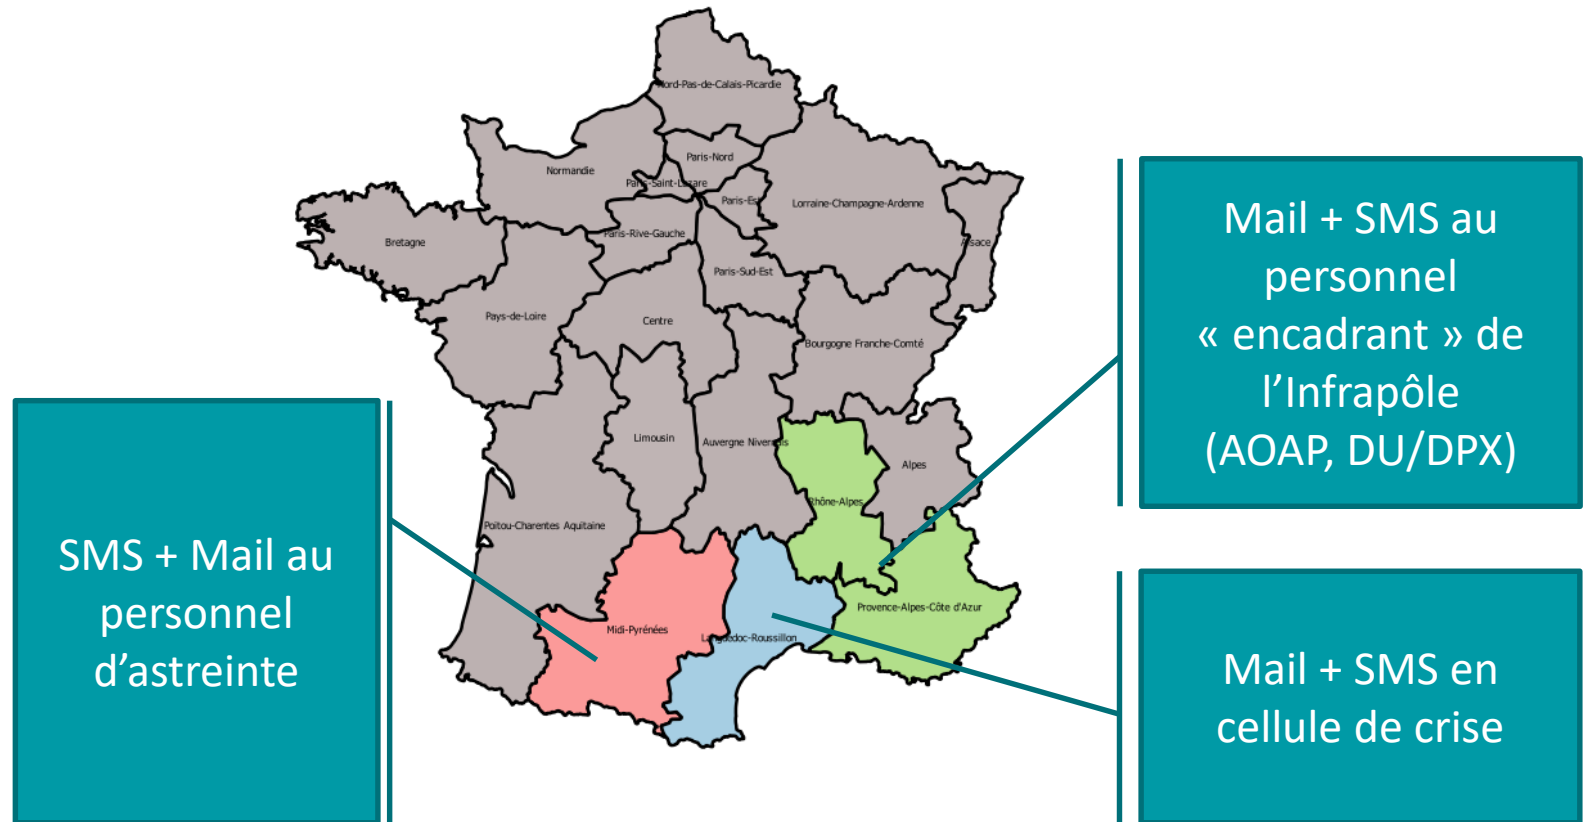 Nord-Pas-de-Calais-Picardie
Normandie
Paris-Nord
Paris-Saint-Lazare
Paris-Est
Lorraine-Champagne-Ardenne
Alsace
Bretagne
Paris-Rive-Gauche
Paris-Sud-Est
Pays-de-Loire
Centre
Bourgogne Franche-Comté
Limousin
Auvergne Nivernais
Alpes
Rhône-Alpes
Poitou-Charentes Aquitaine
Midi-Pyrénées
Languedoc-Roussillon
Provence-Alpes-Côte d'Azur
SMS + Mail au
personnel
d’astreinte
Mail + SMS au
personnel
« encadrant » de
l’Infrapôle
(AOAP, DU/DPX)
Mail + SMS en
cellule de crise